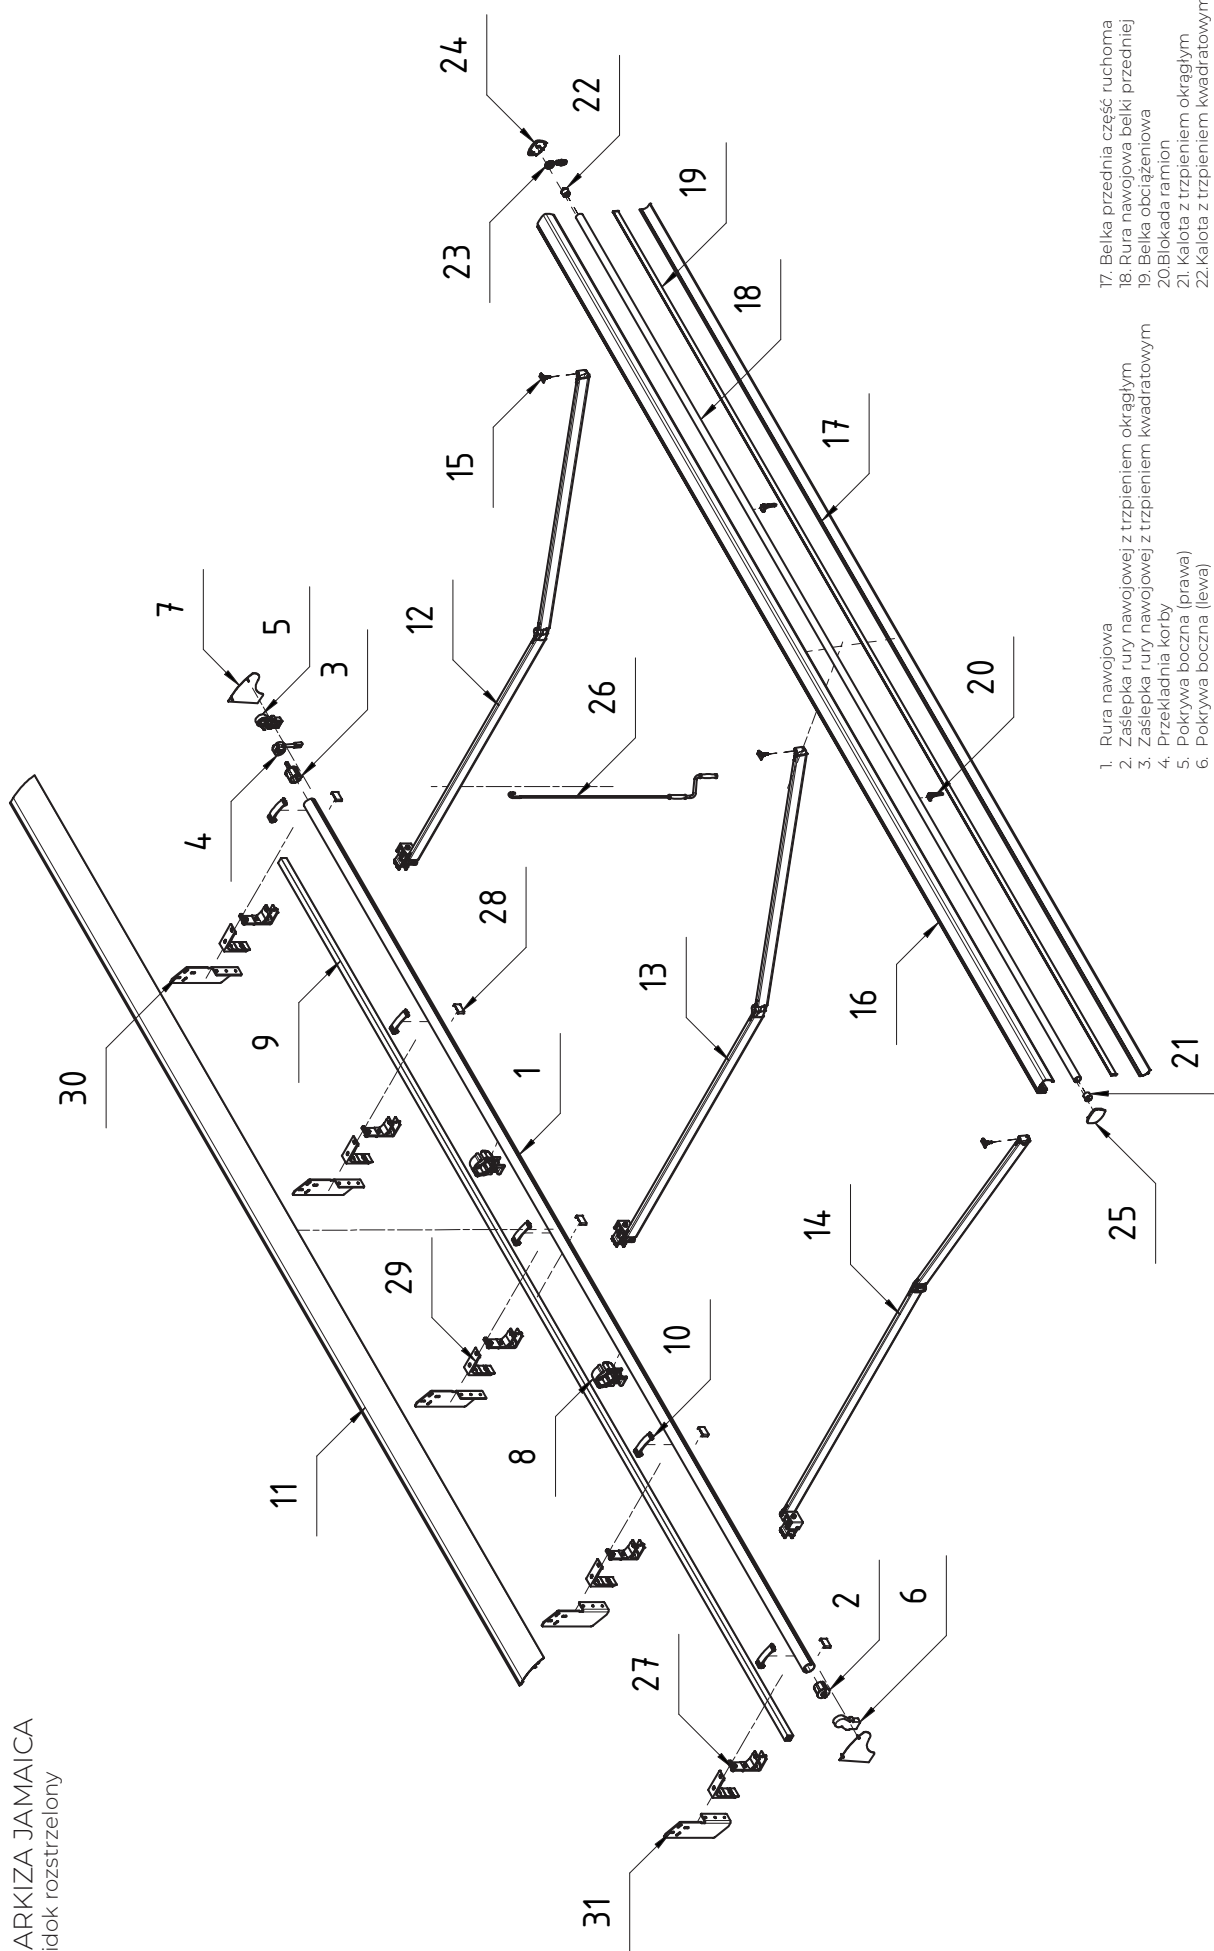 ARKIZA JAMAICA
idok rozstrzelony
30
7
4
9
5
11
3
29
12
24
23
15
28
8
1
22
31
26
27
13
10
19
18
14
17
2
16
6
20
25
21
1. Rura nawojowa
2. Zaślepka rury nawojowej z trzpieniem okrągłym
3, Zaślepka rury nawojowej z trzpieniem kwadratowym
4. Przekladnia korby
5. Pokrywa boczna (prawa)
6. Pokrywa boczna (lewa)
17. Belka przednia część ruchoma
18. Rura nawojowa belki przedniej
19. Belka obciążeniowa
20.Blokada ramion
21. Kalota z trzpieniem okrągłym
22.Kalota z trzpieniem kwadratowym